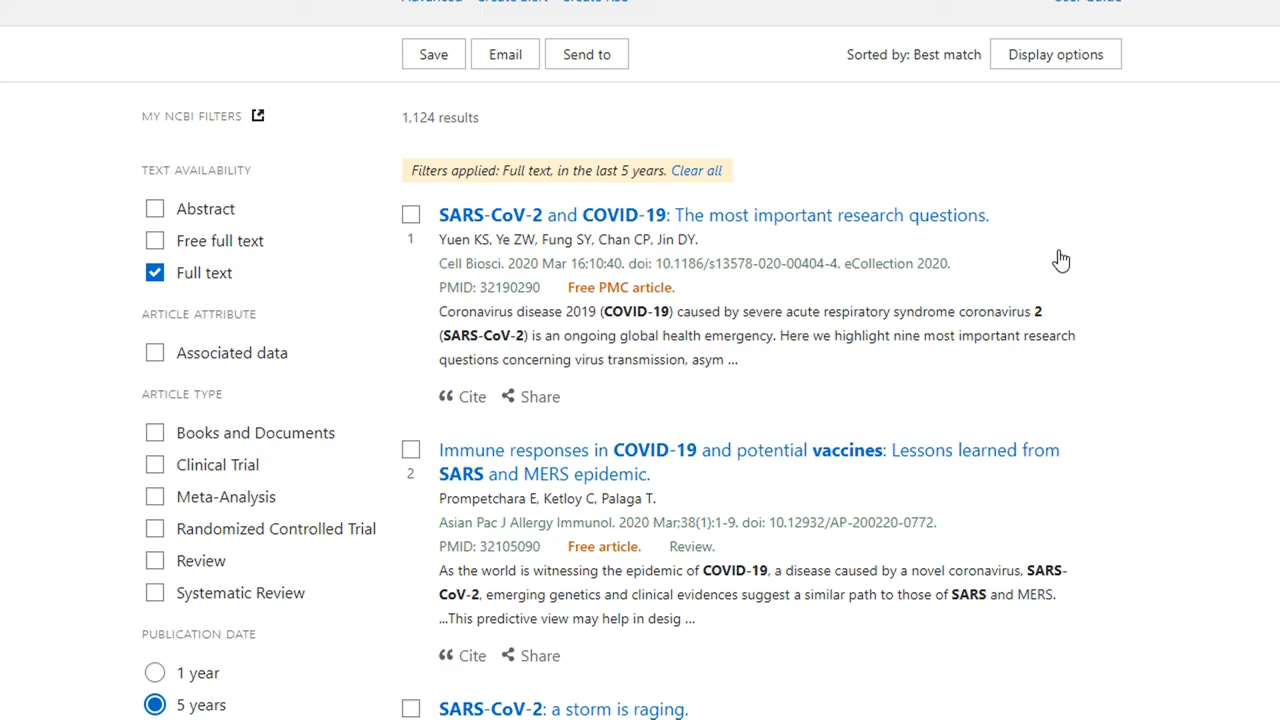 Save Email Send to Sorted by: Best match Display options
MY NCBI FILTERS
1,124 results
TEXT AVAILABILITY
Abstract
Free full text
Full text
ARTICLE ATTRIBUTE
Associated data
ARTICLE TYPE
Books and Documents
Clinical Trial
Meta-Analysis
Randomized Controlled Trial
Review
Systematic Review
PUBLICATION DATE
1 year
5 years
Filters applied: Full text, in the last 5 years. Clear all
SARS-CoV-2 and COVID-19: The most important research questions.
1
Yuen KS, Ye ZW, Fung SY, Chan CP, Jin DY.
Cell Biosci. 2020 Mar 16;10:40. doi: 10.1186/s13578-020-00404-4. eCollection 2020.
PMID: 32190290 Free PMC article.
Coronavirus disease 2019 (COVID-19) caused by severe acute respiratory syndrome coronavirus 2
(SARS-CoV-2) is an ongoing global health emergency. Here we highlight nine most important research
questions concerning virus transmission, asym ...
Cite Share
Immune responses in COVID-19 and potential vaccines: Lessons learned from
2
SARS and MERS epidemic.
Prompetchara E, Ketloy C, Palaga T.
Asian Pac J Allergy Immunol. 2020 Mar;38(1):1-9. doi: 10.12932/AP-200220-0772.
PMID: 32105090 Free article. Review.
As the world is witnessing the epidemic of COVID-19, a disease caused by a novel coronavirus, SARS-
CoV-2, emerging genetics and clinical evidences suggest a similar path to those of SARS and MERS.
...This predictive view may help in desig ...
Cite Share
SARS-CoV-2: a storm is raging.